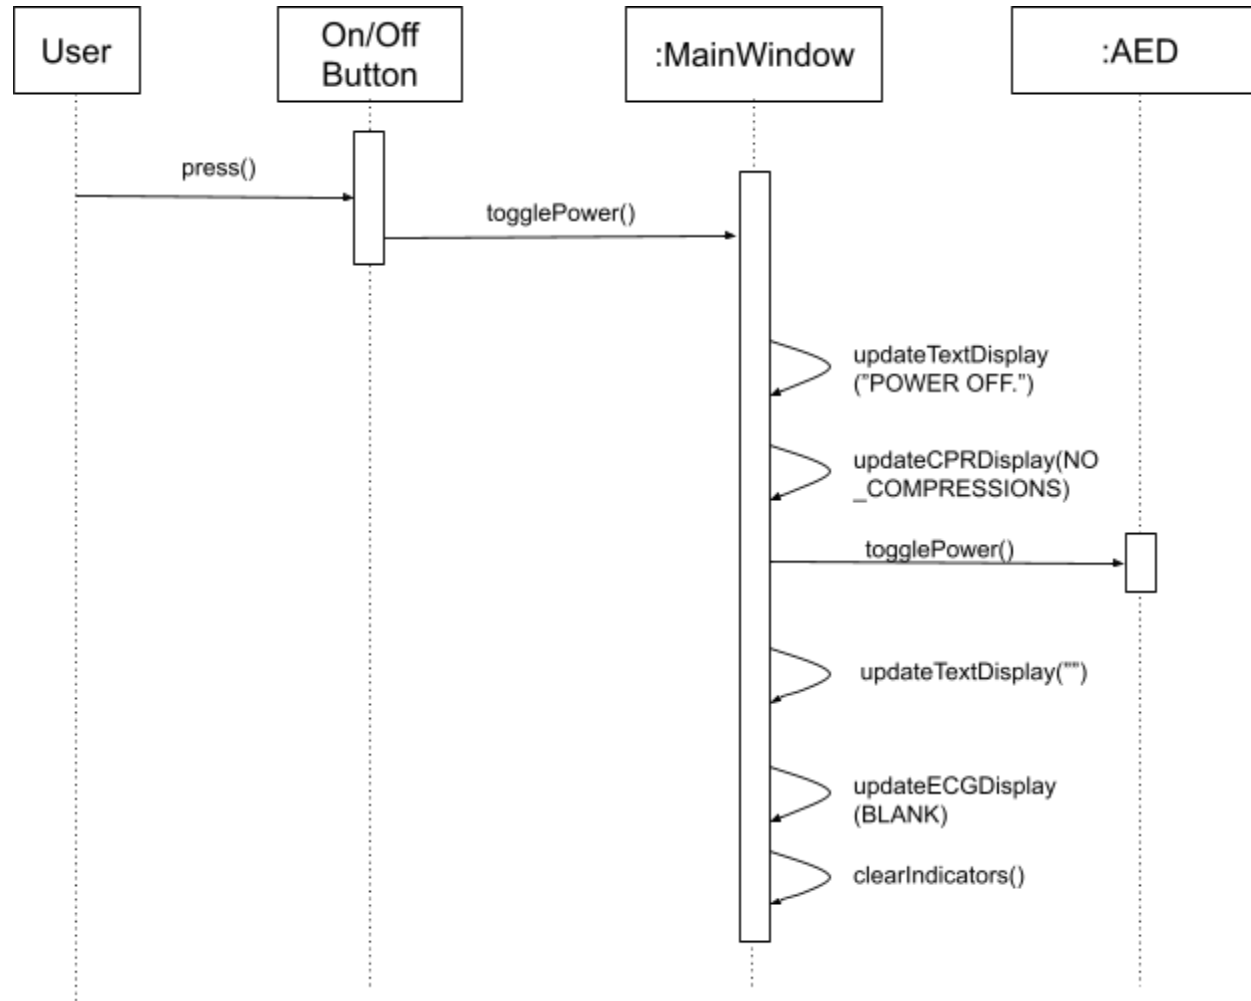 User
On/Off
Button
:MainWindow
:AED
press()
togglePower()
updateTextDisplay
("POWER OFF.")
updateCPRDisplay(NO
_COMPRESSIONS)
togglePower()
updateTextDisplay("")
updateECGDisplay
(BLANK)
clearIndicators()